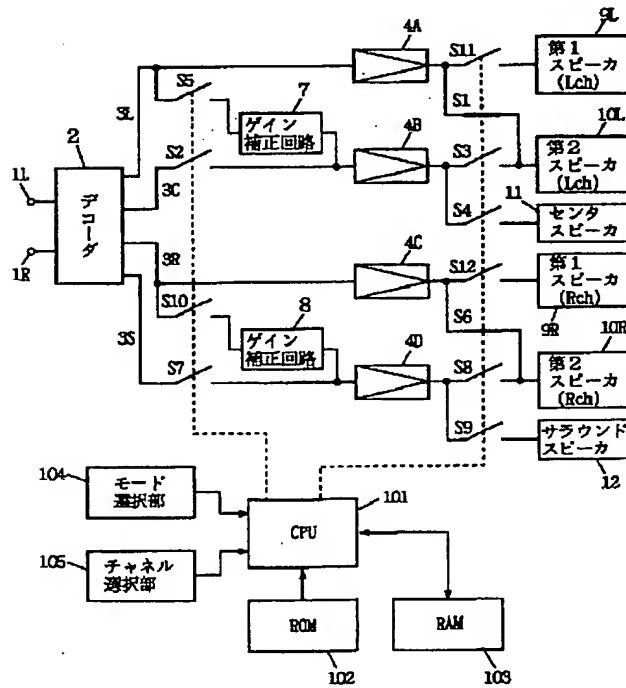 4A
S11
9L
第1
スピーカ
(Lch)
S5
7
ゲイン
補正回路
S1
3L
4B
10L
2
S2
S3
第2
スピーカ
(Lch)
1L
デコーダ
3C
S4
11
センタ
スピーカ
1R
3R
4C
S12
第1
スピーカ
(Rch)
9R
S10
8
ゲイン
補正回路
S6
10R
3S
4D
S7
S8
第2
スピーカ
(Rch)
S9
サラウンド
スピーカ
12
104
モード
選択部
101
CPU
105
チャネル
選択部
ROM
102
RAM
103